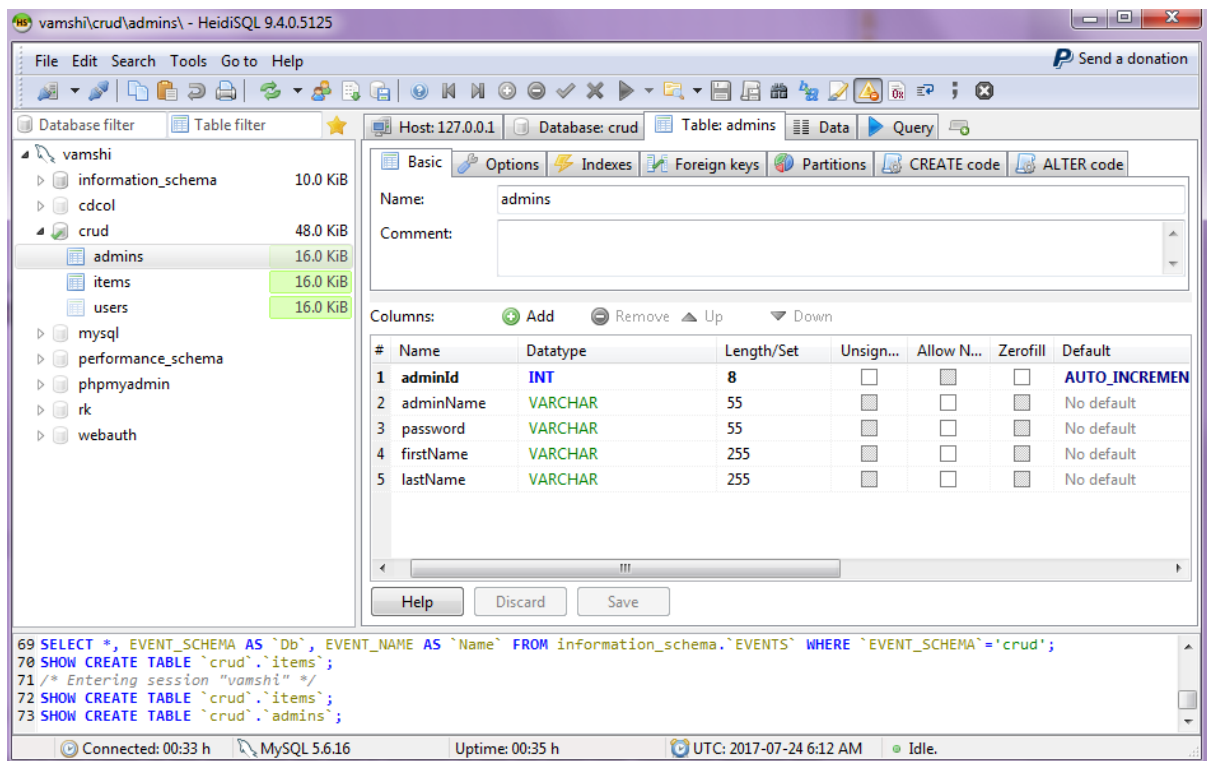 vamshi\crud\admins\ - HeidiSQL 9.4.0.5125
File Edit Search Tools Go to Help
Send a donation
Database filter Table filter
Host: 127.0.0.1 Database: crud Table: admins Data Query
vamshi
information_schema 10.0 KiB
cdcol
crud 48.0 KiB
admins 16.0 KiB
items 16.0 KiB
users 16.0 KiB
mysql
performance_schema
phpmyadmin
rk
webauth
Basic Options Indexes Foreign keys Partitions CREATE code ALTER code
Name: admins
Comment:
Columns: Add Remove Up Down
# Name Datatype Length/Set Unsign... Allow N... Zerofill Default
1 adminId INT 8 AUTO_INCREMEN
2 adminName VARCHAR 55 No default
3 password VARCHAR 55 No default
4 firstName VARCHAR 255 No default
5 lastName VARCHAR 255 No default
Help Discard Save
69 SELECT *, EVENT_SCHEMA AS `Db`, EVENT_NAME AS `Name` FROM information_schema.`EVENTS` WHERE `EVENT_SCHEMA`='crud';
70 SHOW CREATE TABLE `crud`.`items`;
71 /* Entering session "vamshi" */
72 SHOW CREATE TABLE `crud`.`items`;
73 SHOW CREATE TABLE `crud`.`admins`;
Connected: 00:33 h MySQL 5.6.16 Uptime: 00:35 h UTC: 2017-07-24 6:12 AM Idle.